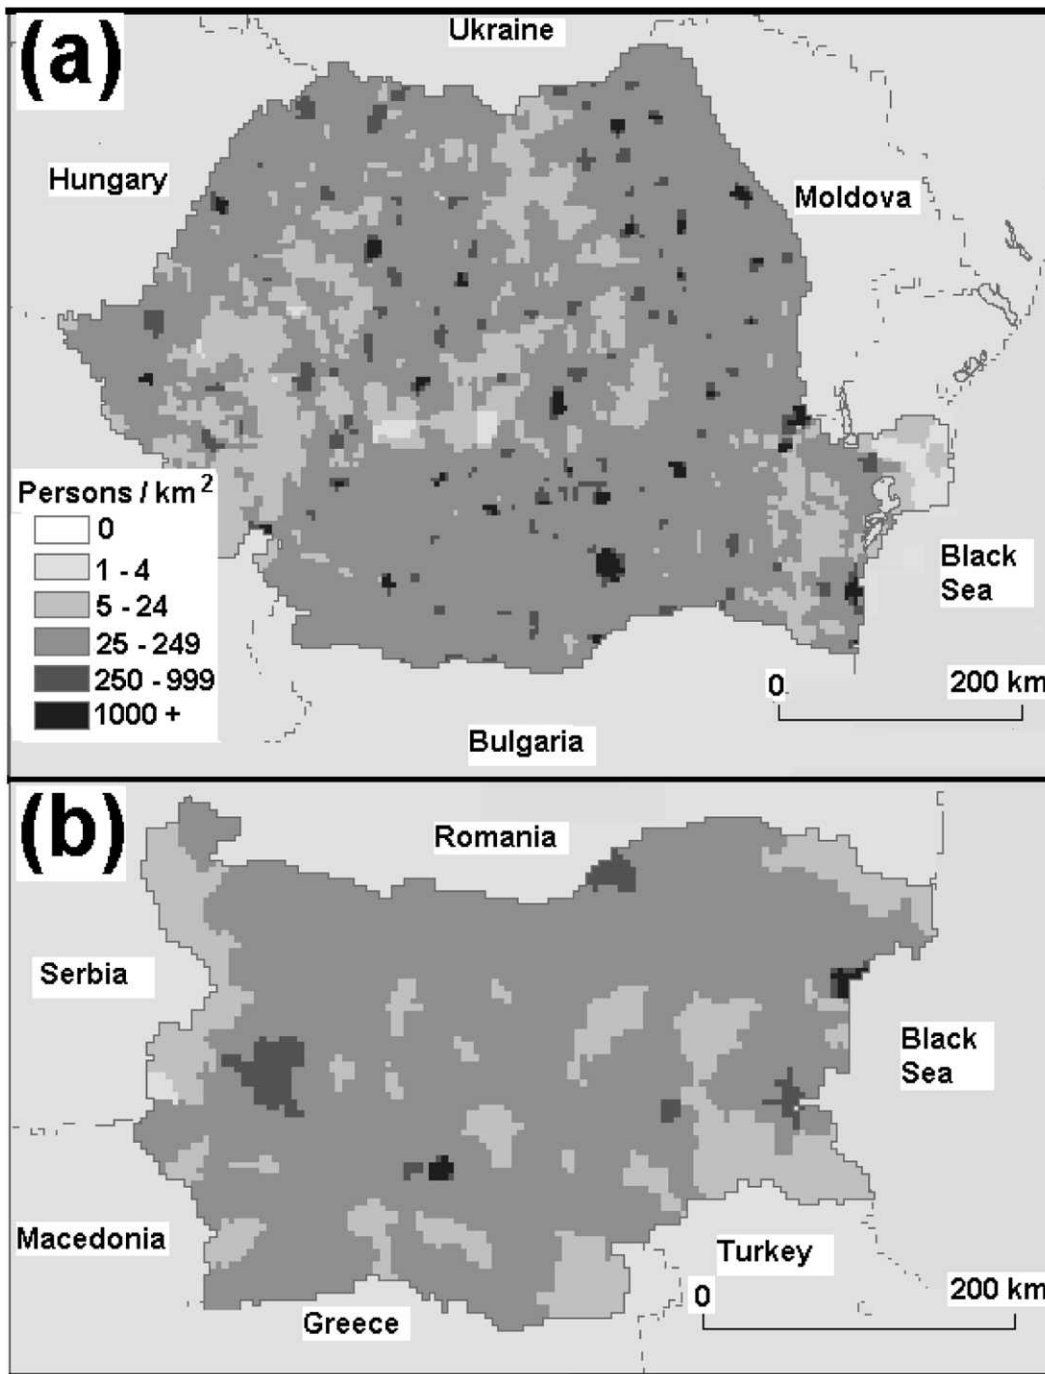 (a)
Ukraine
Hungary
Moldova
Persons / km²
0
1 - 4
5 - 24
25 - 249
250 - 999
1000 +
Black
Sea
0
200 km
Bulgaria
(b)
Romania
Serbia
Black
Sea
Macedonia
Turkey
0
200 km
Greece